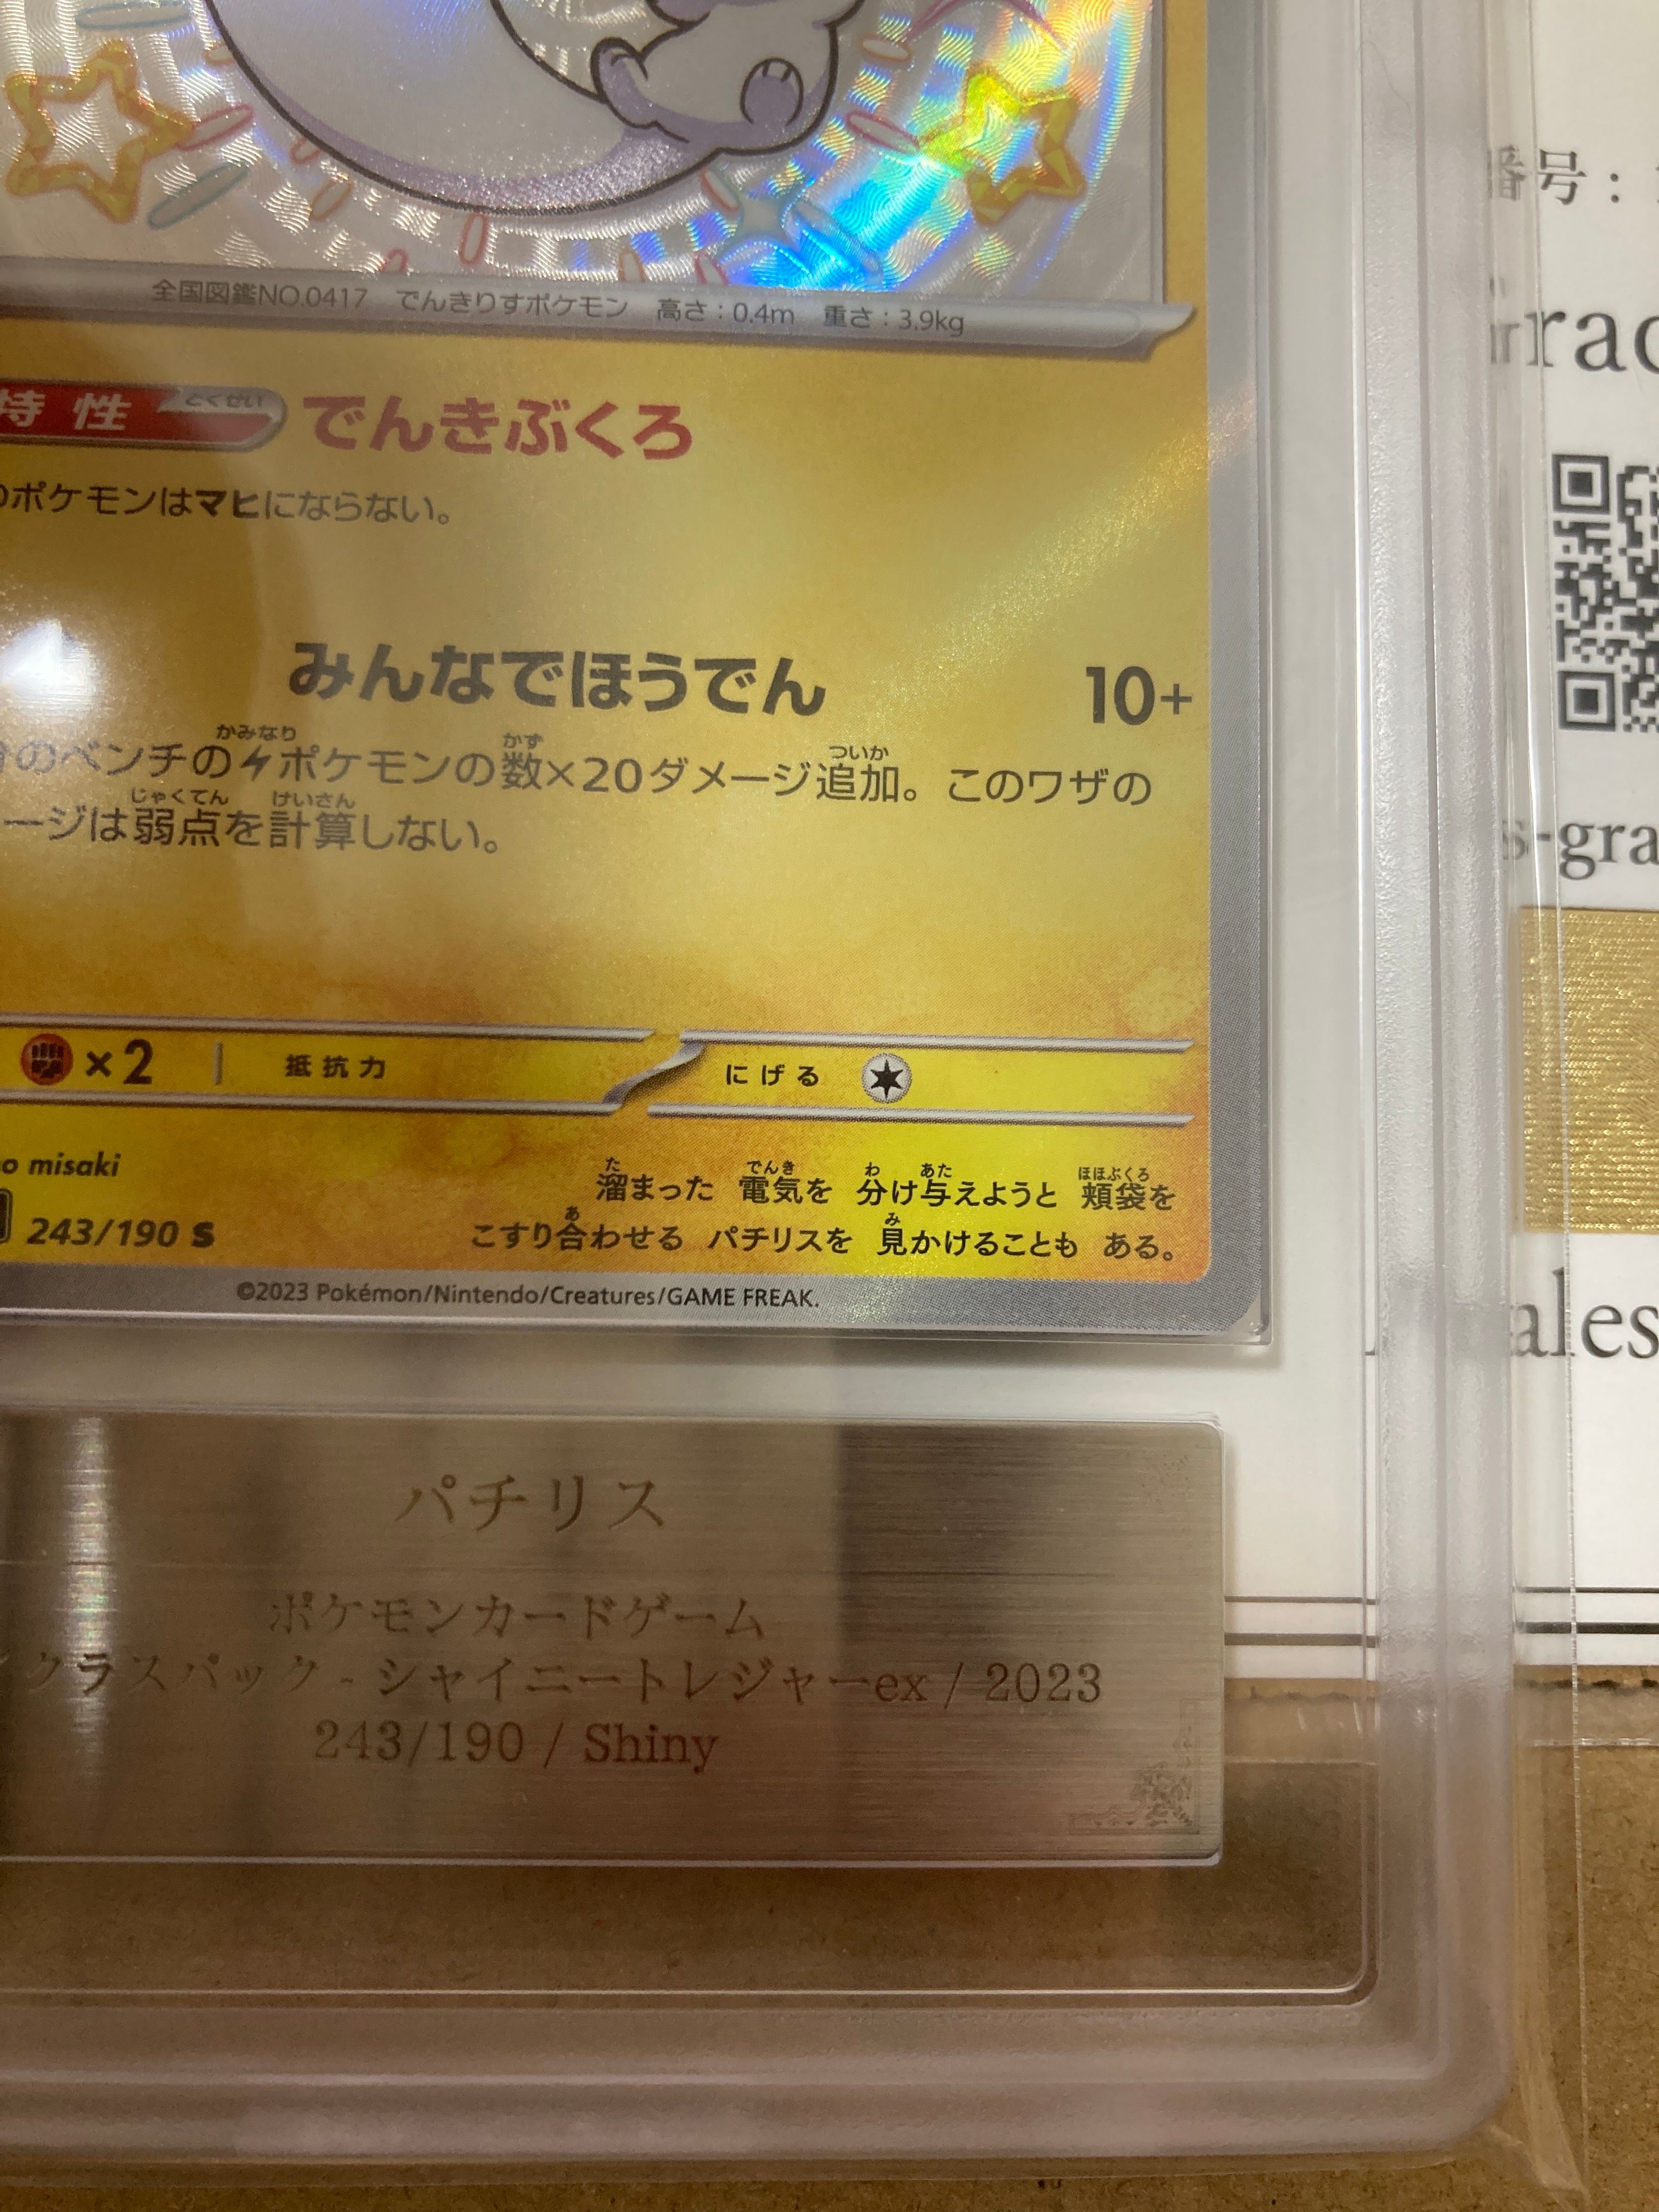 全国図鑑NO.0417 でんきりすポケモン 高さ:0.4m 重さ:3.9kg
特性 とくせい でんきぶくろ
のポケモンはマヒにならない。
みんなでほうでん 10+
かみなり かず ついか
のベンチのポケモンの数×20ダメージ追加。このワザの
じゃくてん けいさん
ージは弱点を計算しない。
×2 抵抗力 にげる
o misaki
た でんき わ あた ほほぶくろ
溜まった 電気を 分け与えようと 頬袋を
243/190 S
あ み
こすり合わせる パチリスを 見かけることも ある。
©2023 Pokémon/Nintendo/Creatures/GAME FREAK.
パチリス
ポケモンカードゲーム
クラスパック - シャイニートレジャーex / 2023
243/190 / Shiny
番号:
rac
s-gra
ales